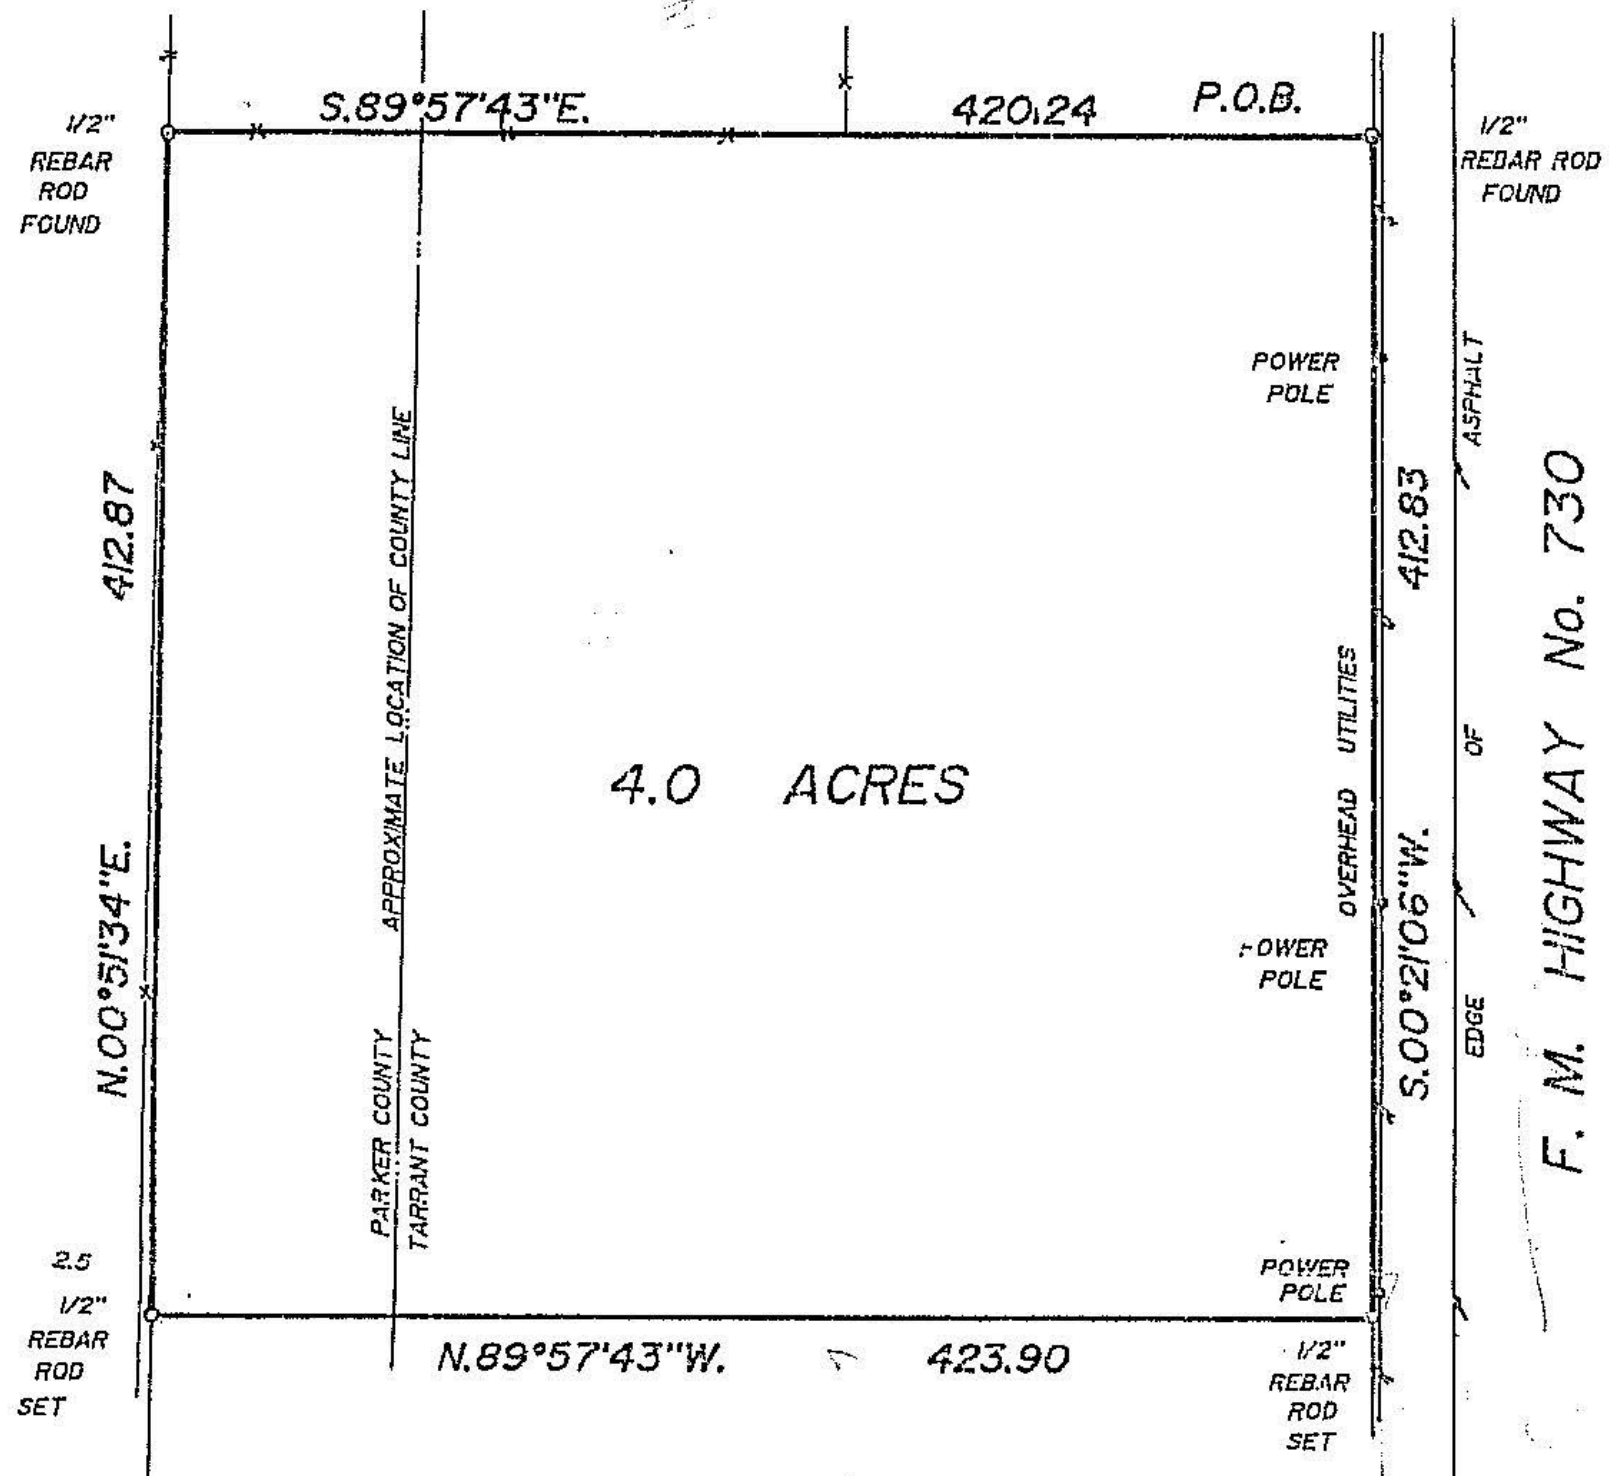 S.89°57'43"E.
420.24
P.O.B.
1/2"
REBAR
ROD
FOUND
1/2"
REBAR ROD
FOUND
POWER
POLE
ASPHALT
412.87
APPROXIMATE LOCATION OF COUNTY LINE
412.83
F. M. HIGHWAY No. 730
OVERHEAD UTILITIES
OF
4.0 ACRES
N.00°51'34"E.
S.00°21'06"W.
POWER
POLE
EDGE
PARKER COUNTY
TARRANT COUNTY
2.5
1/2"
REBAR
ROD
SET
POWER
POLE
N.89°57'43"W.
423.90
1/2"
REBAR
ROD
SET